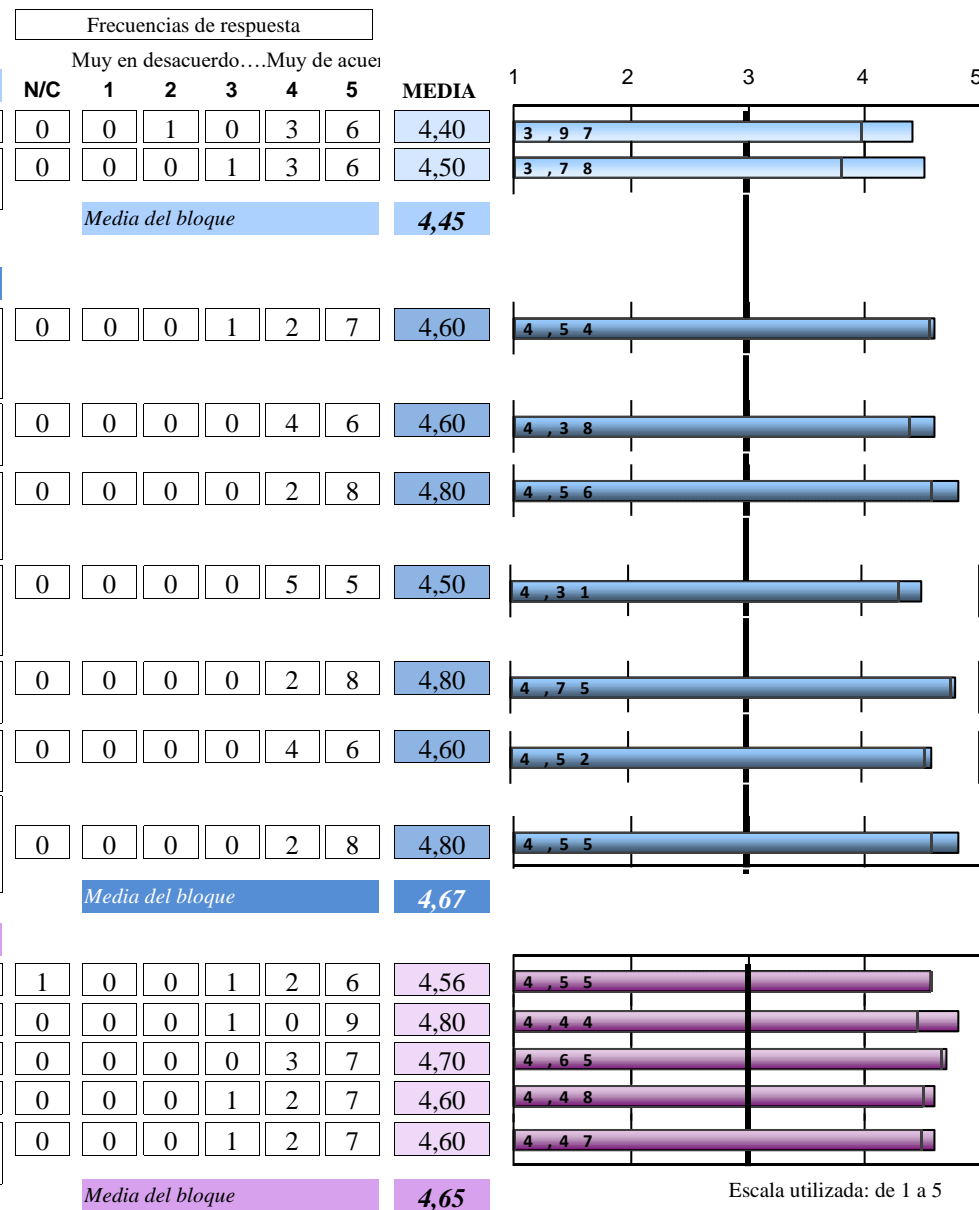 Frecuencias de respuesta
Muy en desacuerdo….Muy de acue
N/C 1 2 3 4 5 MEDIA 1 2 3 4 5
0 0 1 0 3 6 4,40 3,97
0 0 0 1 3 6 4,50 3,78
Media del bloque 4,45
0 0 0 1 2 7 4,60 4,54
0 0 0 0 4 6 4,60 4,38
0 0 0 0 2 8 4,80 4,56
0 0 0 0 5 5 4,50 4,31
0 0 0 0 2 8 4,80 4,75
0 0 0 0 4 6 4,60 4,52
0 0 0 0 2 8 4,80 4,55
Media del bloque 4,67
1 0 0 1 2 6 4,56 4,55
0 0 0 1 0 9 4,80 4,44
0 0 0 0 3 7 4,70 4,65
0 0 0 1 2 7 4,60 4,48
0 0 0 1 2 7 4,60 4,47
Media del bloque 4,65
Escala utilizada: de 1 a 5